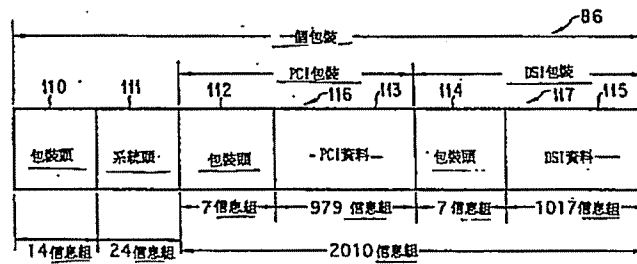 86
一個包裝
PCI包裝 DSI包裝
110 111 112 116 113 114 117 115
包裝頭 系統頭 包裝頭 PCI資料 包裝頭 DSI資料
7信息組 979信息組 7信息組 1017信息組
14信息組 24信息組 2010信息組